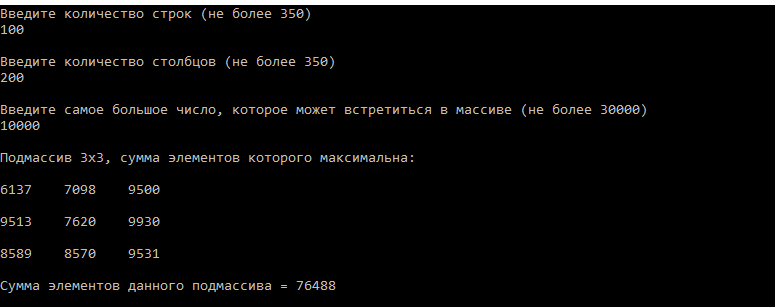 Введите количество строк (не более 350)
100
Введите количество столбцов (не более 350)
200
Введите самое большое число, которое может встретиться в массиве (не более 30000)
10000
Подмассив 3x3, сумма элементов которого максимальна:
6137 7098 9500
9513 7620 9930
8589 8570 9531
Сумма элементов данного подмассива = 76488